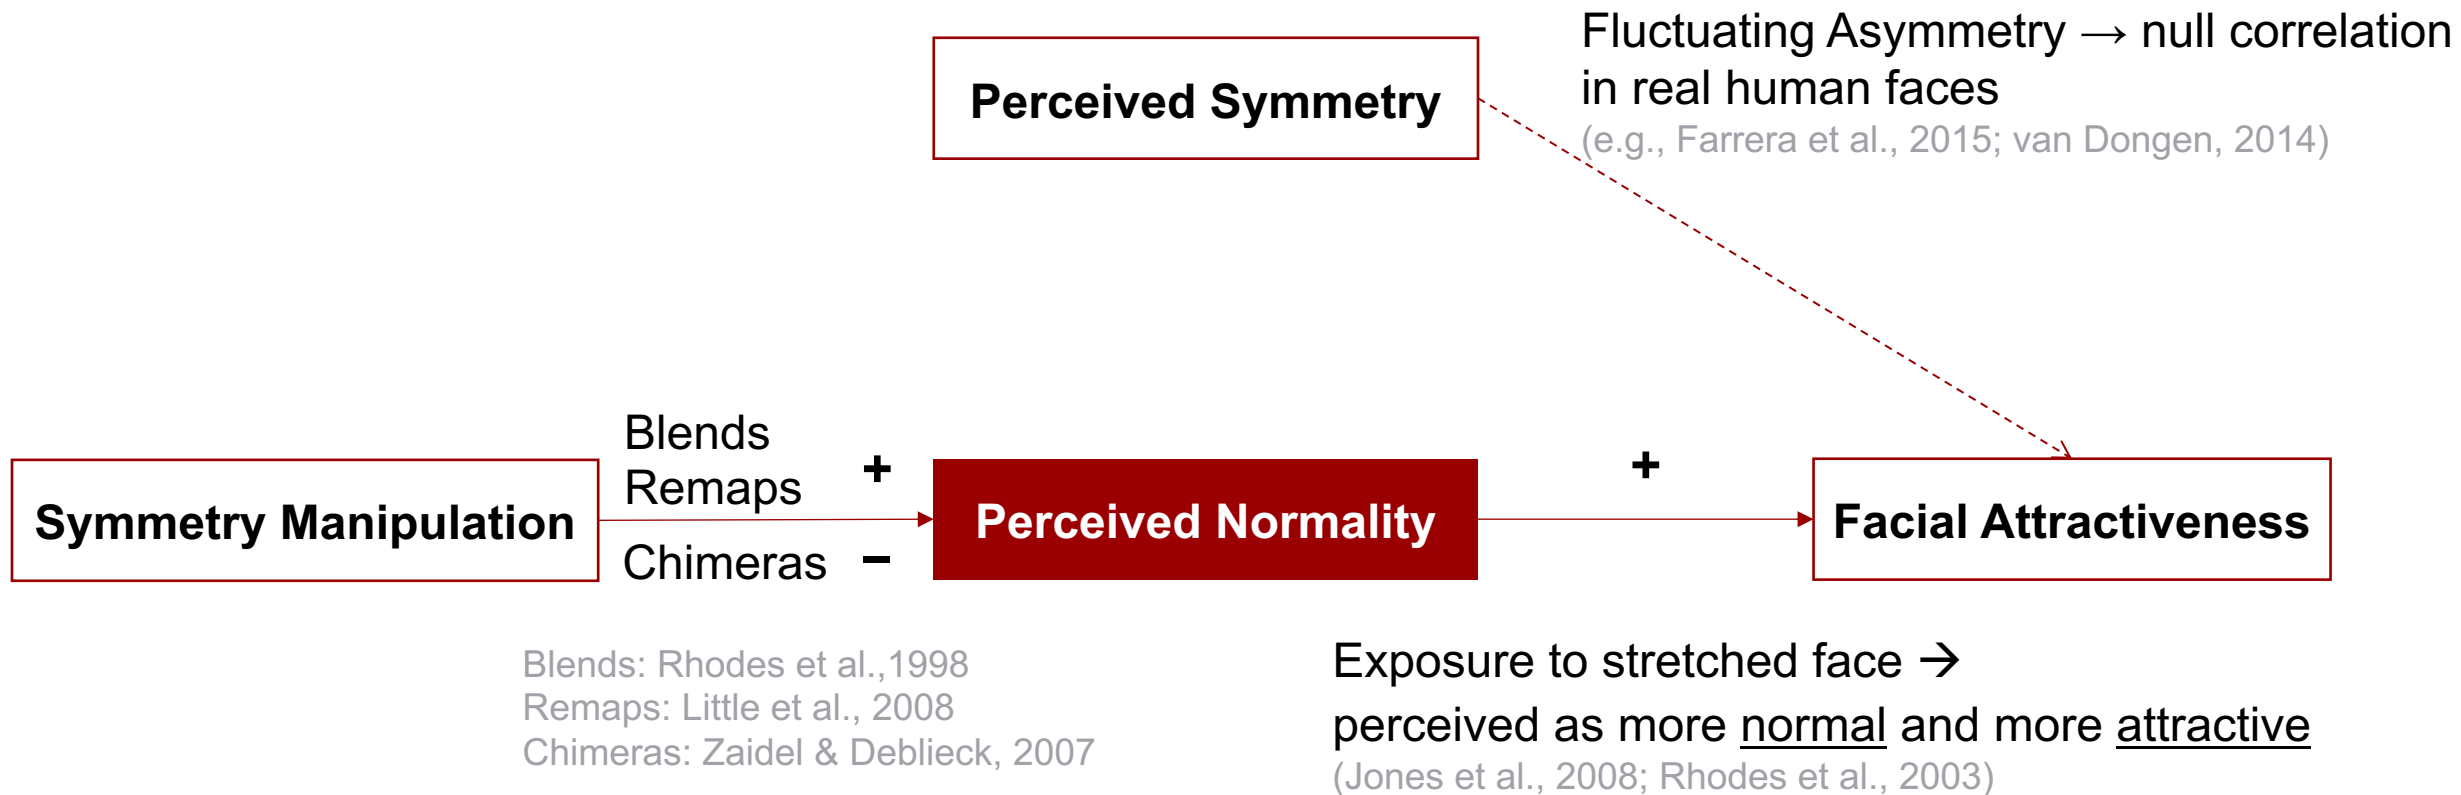 Fluctuating Asymmetry → null correlation
in real human faces
(e.g., Farrera et al., 2015; van Dongen, 2014)
Perceived Symmetry
Blends
Remaps +
Chimeras −
Symmetry Manipulation
Perceived Normality
+
Facial Attractiveness
Blends: Rhodes et al.,1998
Remaps: Little et al., 2008
Chimeras: Zaidel & Deblieck, 2007
Exposure to stretched face →
perceived as more normal and more attractive
(Jones et al., 2008; Rhodes et al., 2003)